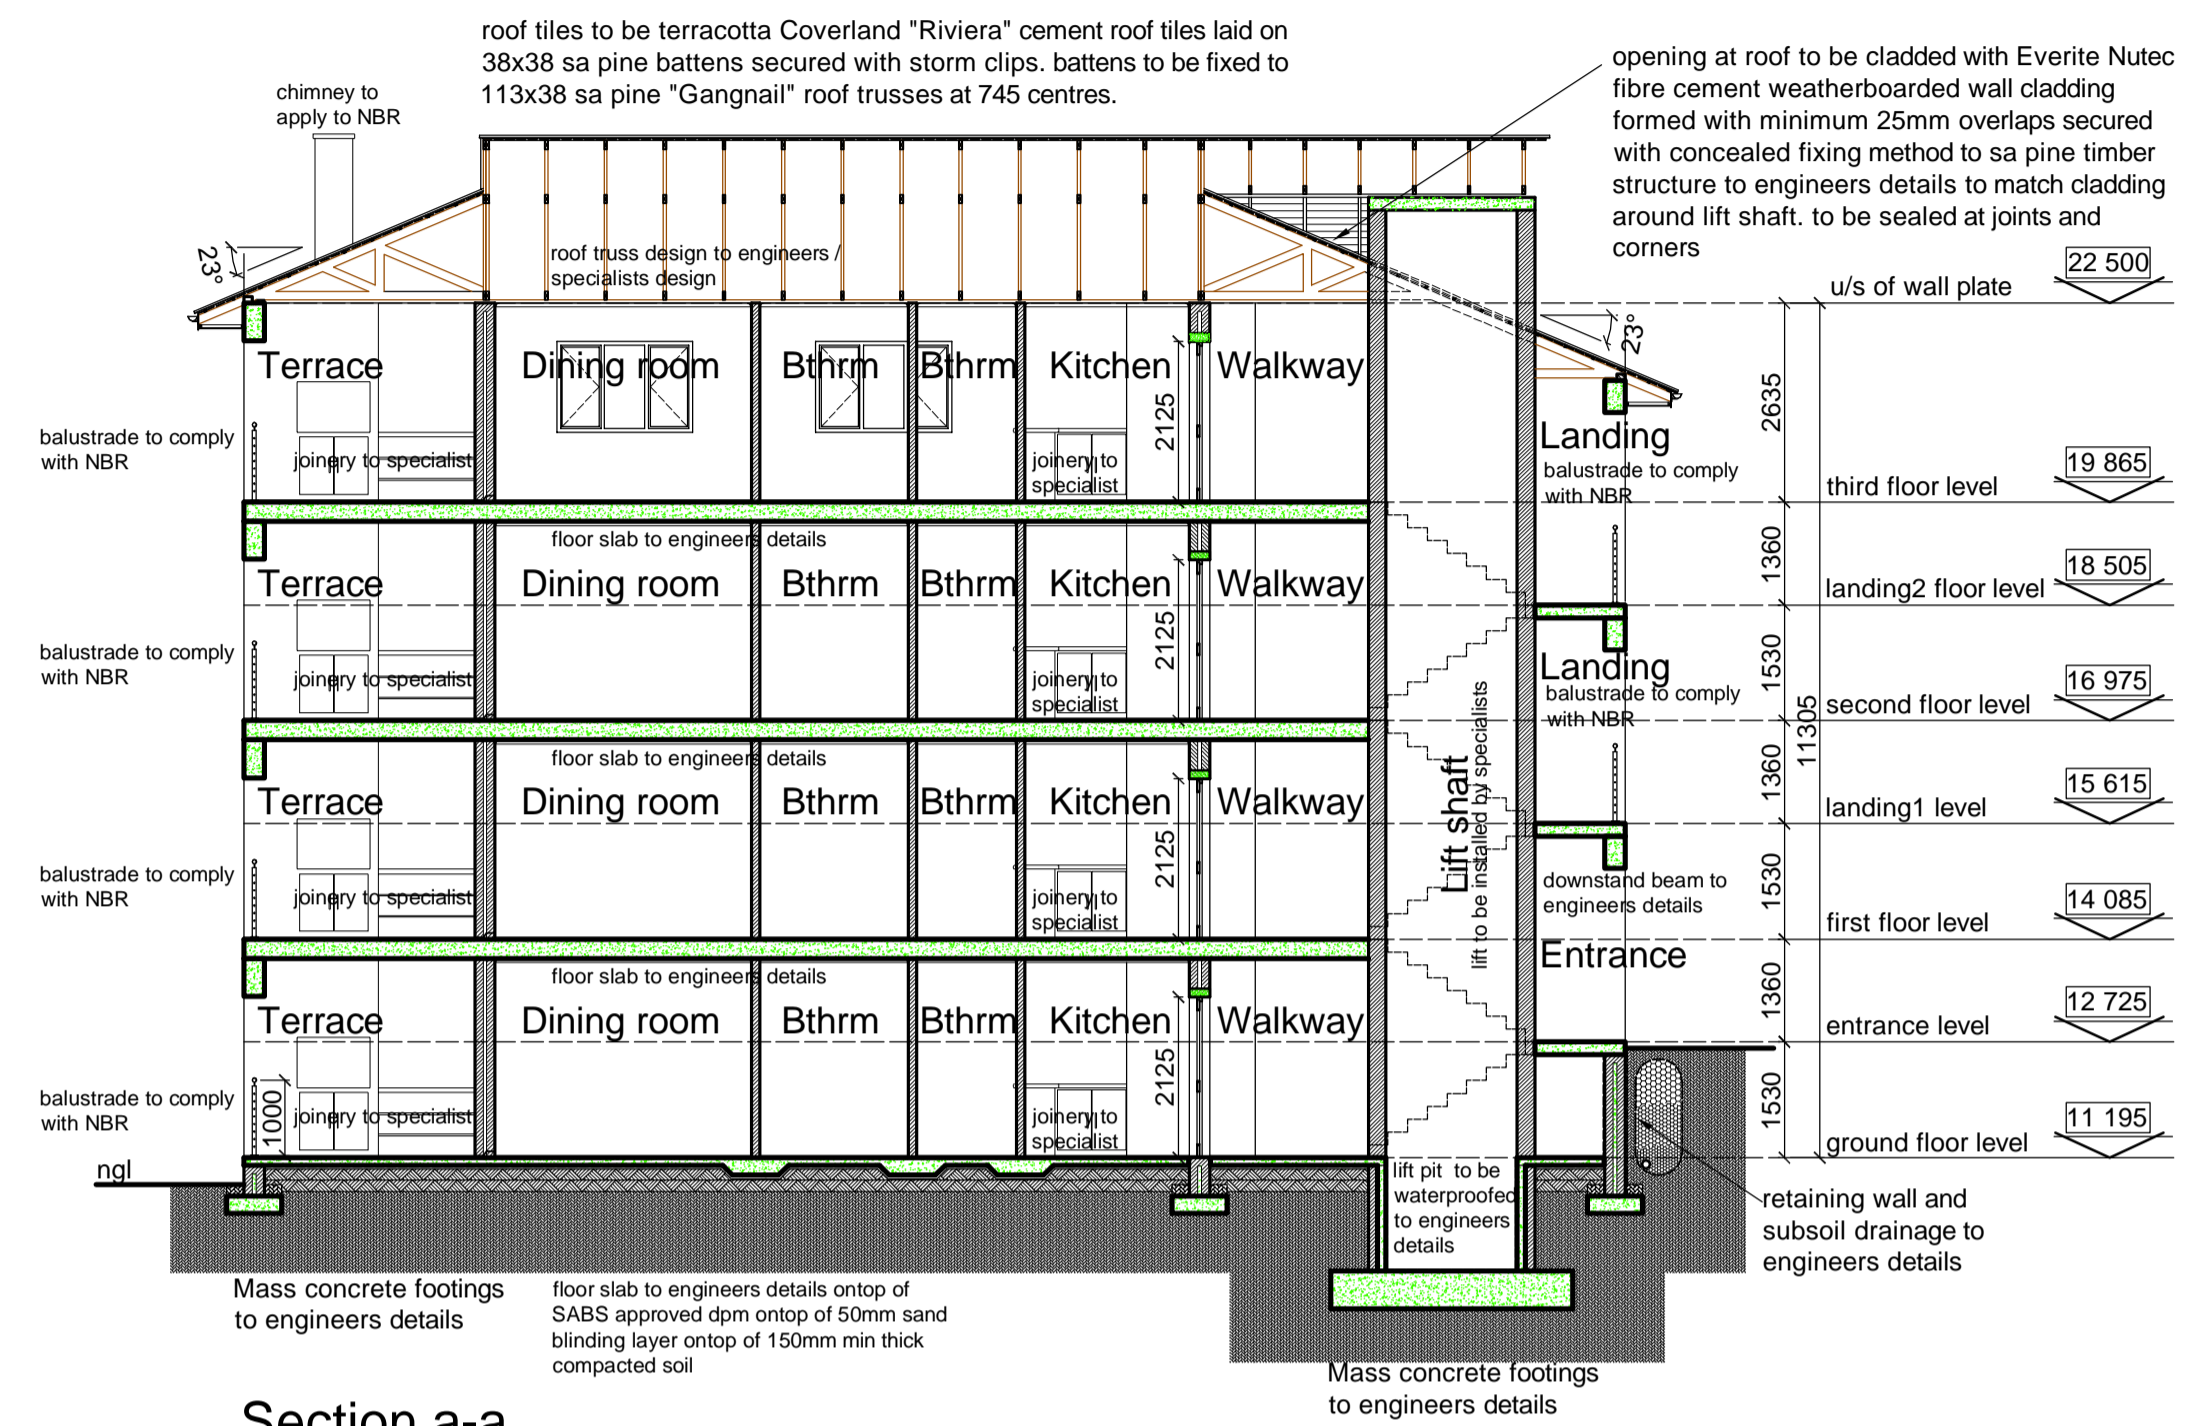 roof tiles to be terracotta Coverland "Riviera" cement roof tiles laid on
38x38 sa pine battens secured with storm clips. battens to be fixed to
113x38 sa pine "Gangnail" roof trusses at 745 centres.
opening at roof to be cladded with Everite Nutec
fibre cement weatherboarded wall cladding
formed with minimum 25mm overlaps secured
with concealed fixing method to sa pine timber
structure to engineers details to match cladding
around lift shaft. to be sealed at joints and
corners
chimney to
apply to NBR
23°
roof truss design to engineers /
specialists design
u/s of wall plate
22 500
23°
Terrace
Dining room
Bthrm
Bthrm
Kitchen
Walkway
2125
2635
Landing
balustrade to comply
with NBR
balustrade to comply
with NBR
joinery to specialist
joinery to
specialist
third floor level
19 865
floor slab to engineers details
1360
Terrace
Dining room
Bthrm
Bthrm
Kitchen
Walkway
landing2 floor level
18 505
2125
1530
balustrade to comply
with NBR
joinery to specialist
joinery to
specialist
Landing
balustrade to comply
with NBR
second floor level
16 975
11305
floor slab to engineers details
1360
Terrace
Dining room
Bthrm
Bthrm
Kitchen
Walkway
Lift shaft
lift to be installed by specialists
landing1 level
15 615
2125
1530
balustrade to comply
with NBR
joinery to specialist
joinery to
specialist
downstand beam to
engineers details
first floor level
14 085
Entrance
floor slab to engineers details
1360
Terrace
Dining room
Bthrm
Bthrm
Kitchen
Walkway
entrance level
12 725
2125
1530
balustrade to comply
with NBR
1000
joinery to specialist
joinery to
specialist
ground floor level
11 195
ngl
lift pit to be
waterproofed
to engineers
details
retaining wall and
subsoil drainage to
engineers details
Mass concrete footings
to engineers details
floor slab to engineers details ontop of
SABS approved dpm ontop of 50mm sand
blinding layer ontop of 150mm min thick
compacted soil
Mass concrete footings
to engineers details
Section a-a